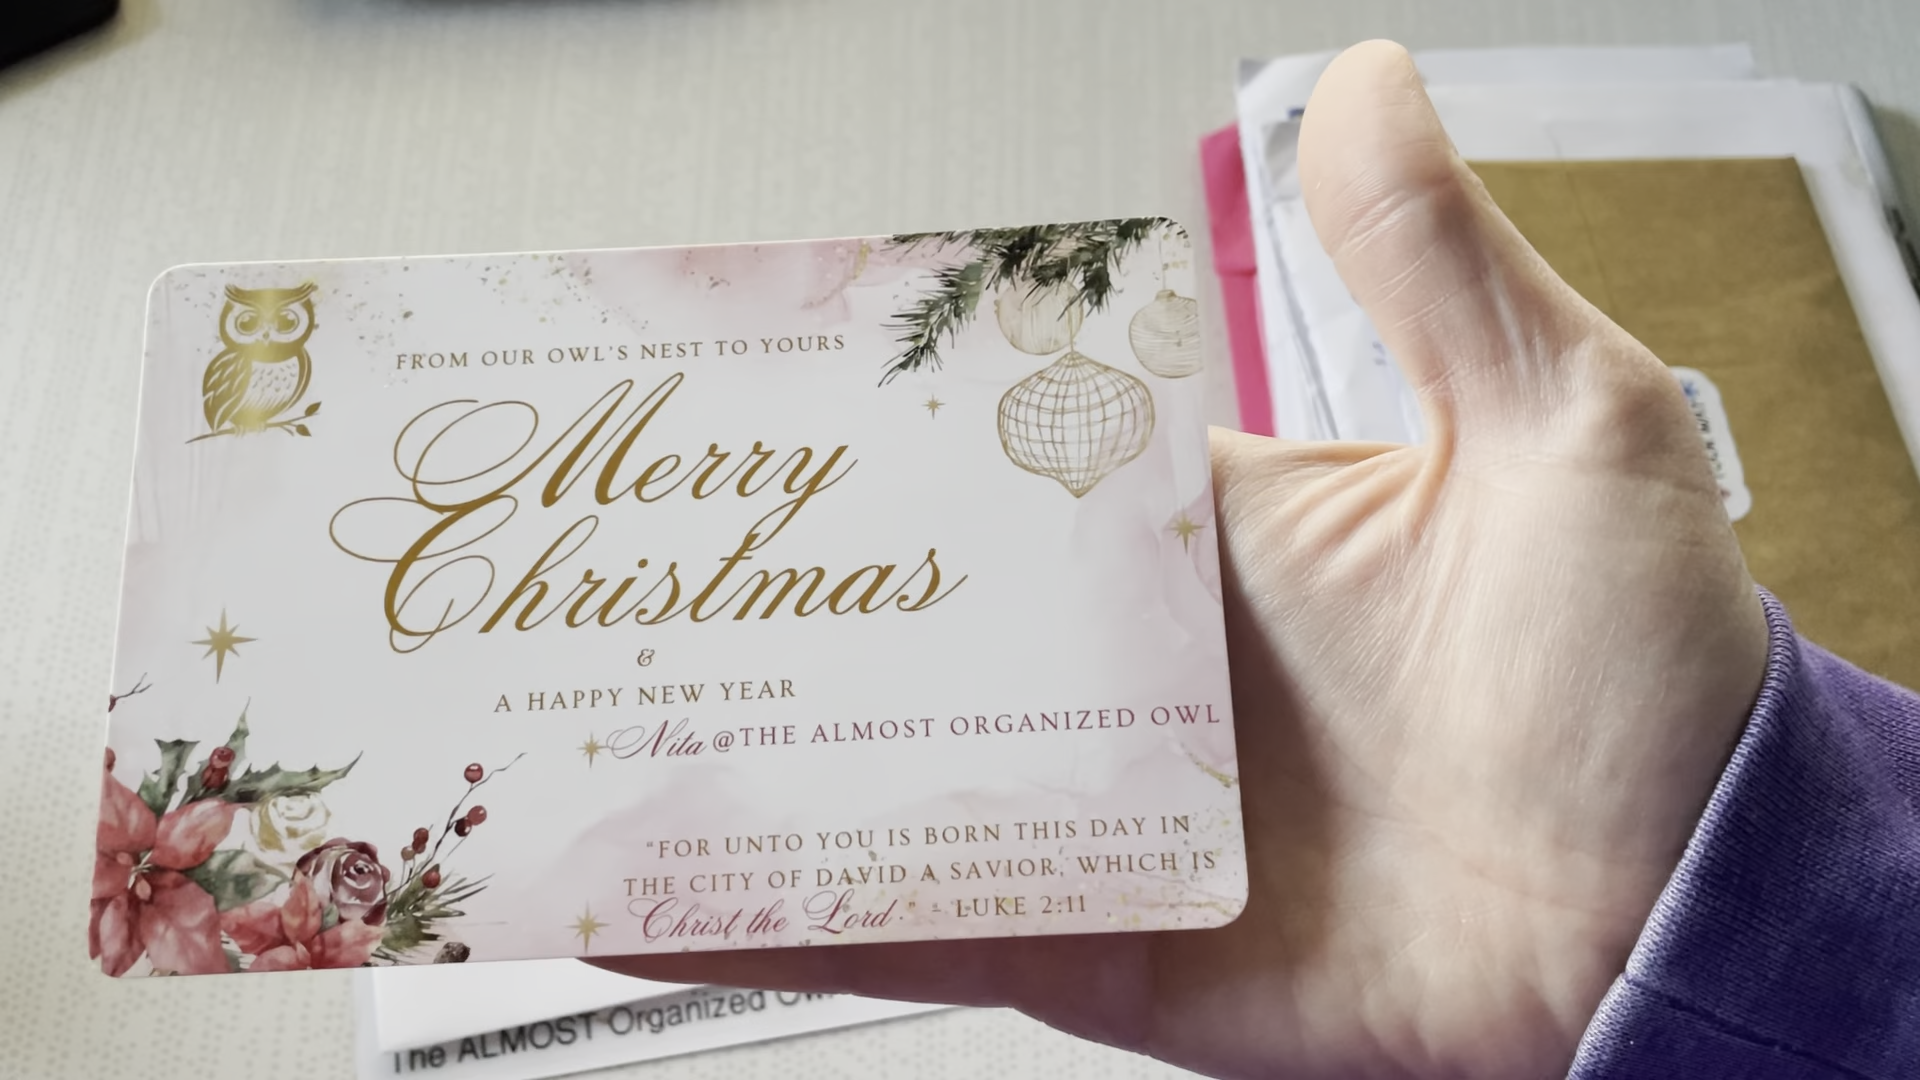 FROM OUR OWL'S NEST TO YOURS
Merry
Christmas
&
A HAPPY NEW YEAR
Nita @THE ALMOST ORGANIZED OWL
"FOR UNTO YOU IS BORN THIS DAY IN
THE CITY OF DAVID A SAVIOR, WHICH IS
Christ the Lord." - LUKE 2:11
The ALMOST Organized